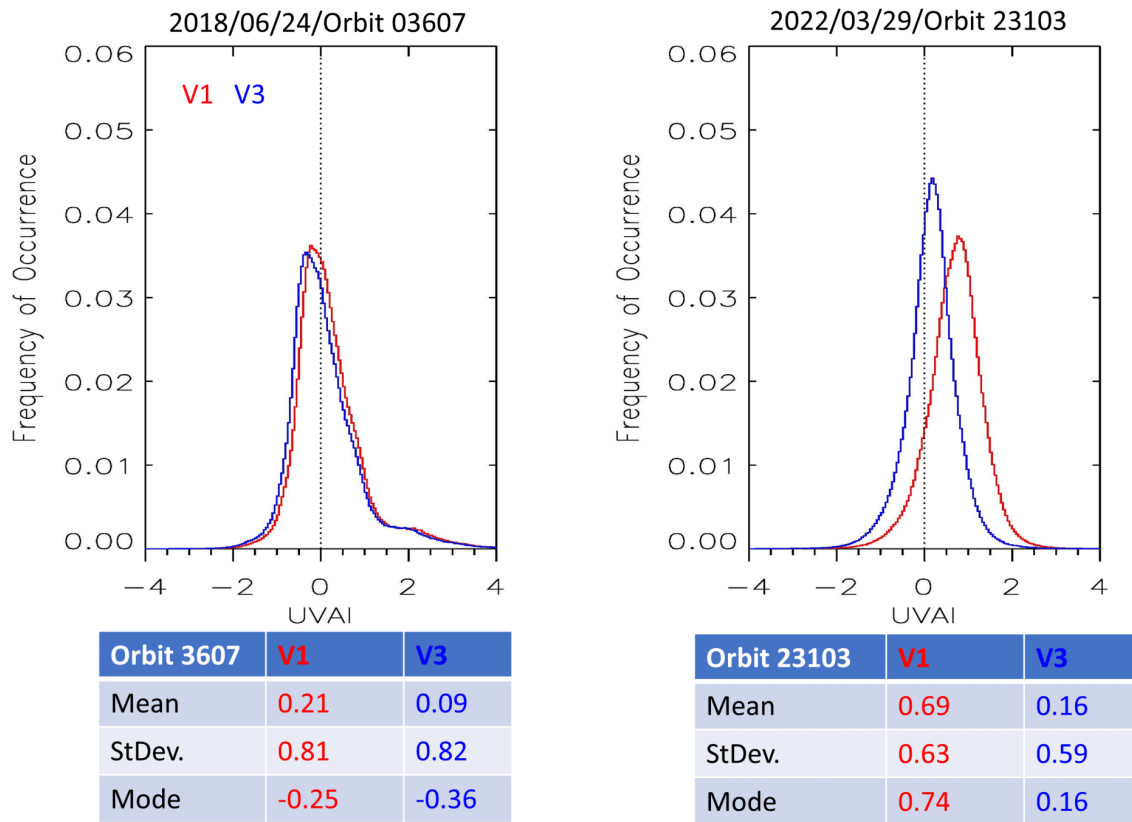 2018/06/24/Orbit 03607
0.06
0.05
0.04
0.03
0.02
0.01
0.00
Frequency of Occurrence
V1 V3
−4 −2 0 2 4
UVAI
Orbit 3607 V1 V3
Mean 0.21 0.09
StDev. 0.81 0.82
Mode -0.25 -0.36
2022/03/29/Orbit 23103
0.06
0.05
0.04
0.03
0.02
0.01
0.00
Frequency of Occurrence
−4 −2 0 2 4
UVAI
Orbit 23103 V1 V3
Mean 0.69 0.16
StDev. 0.63 0.59
Mode 0.74 0.16